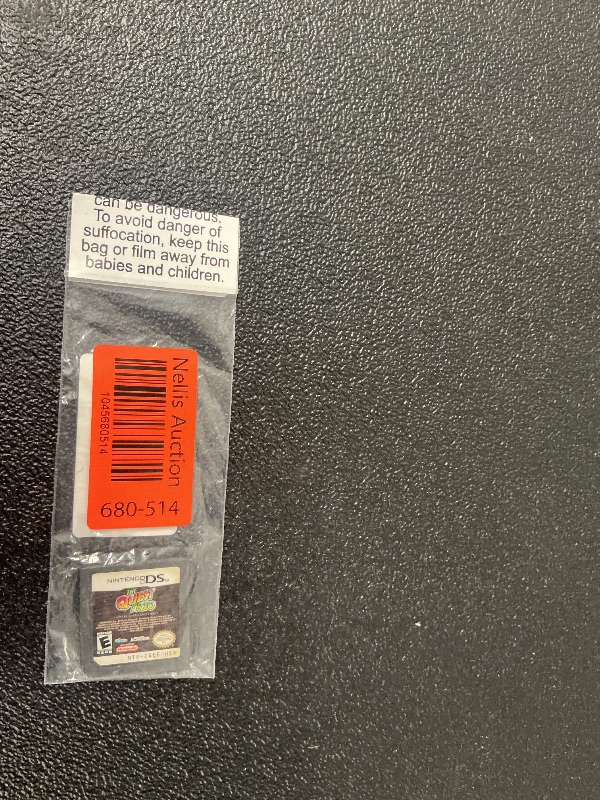 can be dangerous.
To avoid danger of
suffocation, keep this
bag or film away from
babies and children.
Nellis Auction
1045680514
680-514
NINTENDO DS
QUEST
E